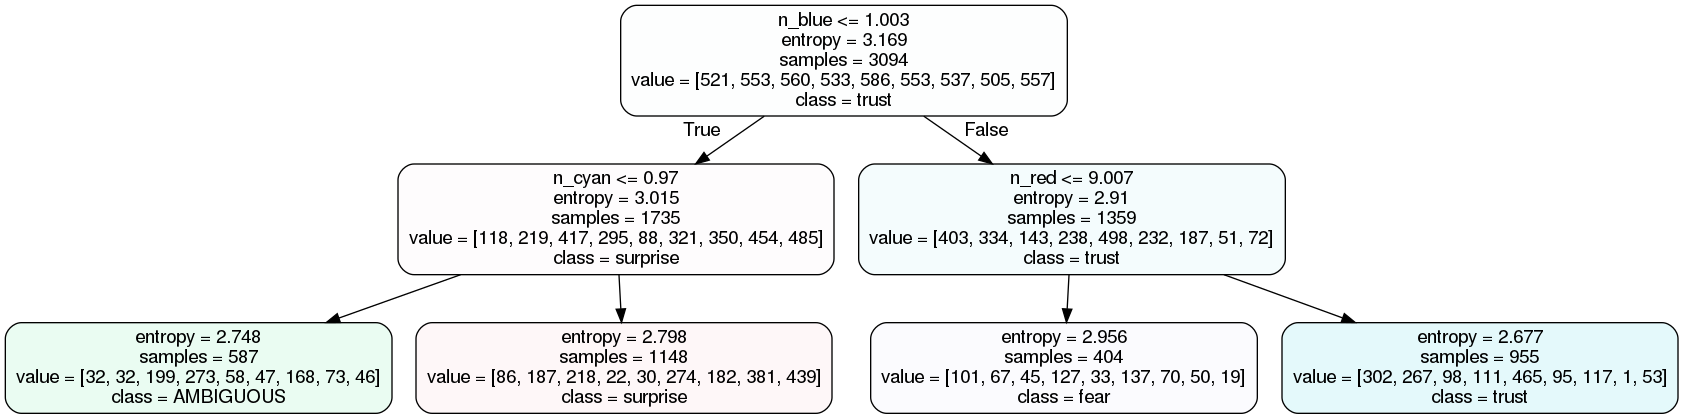 n_blue <= 1.003
entropy = 3.169
samples = 3094
value = [521, 553, 560, 533, 586, 553, 537, 505, 557]
class = trust
True
False
n_cyan <= 0.97
entropy = 3.015
samples = 1735
value = [118, 219, 417, 295, 88, 321, 350, 454, 485]
class = surprise
n_red <= 9.007
entropy = 2.91
samples = 1359
value = [403, 334, 143, 238, 498, 232, 187, 51, 72]
class = trust
entropy = 2.748
samples = 587
value = [32, 32, 199, 273, 58, 47, 168, 73, 46]
class = AMBIGUOUS
entropy = 2.798
samples = 1148
value = [86, 187, 218, 22, 30, 274, 182, 381, 439]
class = surprise
entropy = 2.956
samples = 404
value = [101, 67, 45, 127, 33, 137, 70, 50, 19]
class = fear
entropy = 2.677
samples = 955
value = [302, 267, 98, 111, 465, 95, 117, 1, 53]
class = trust